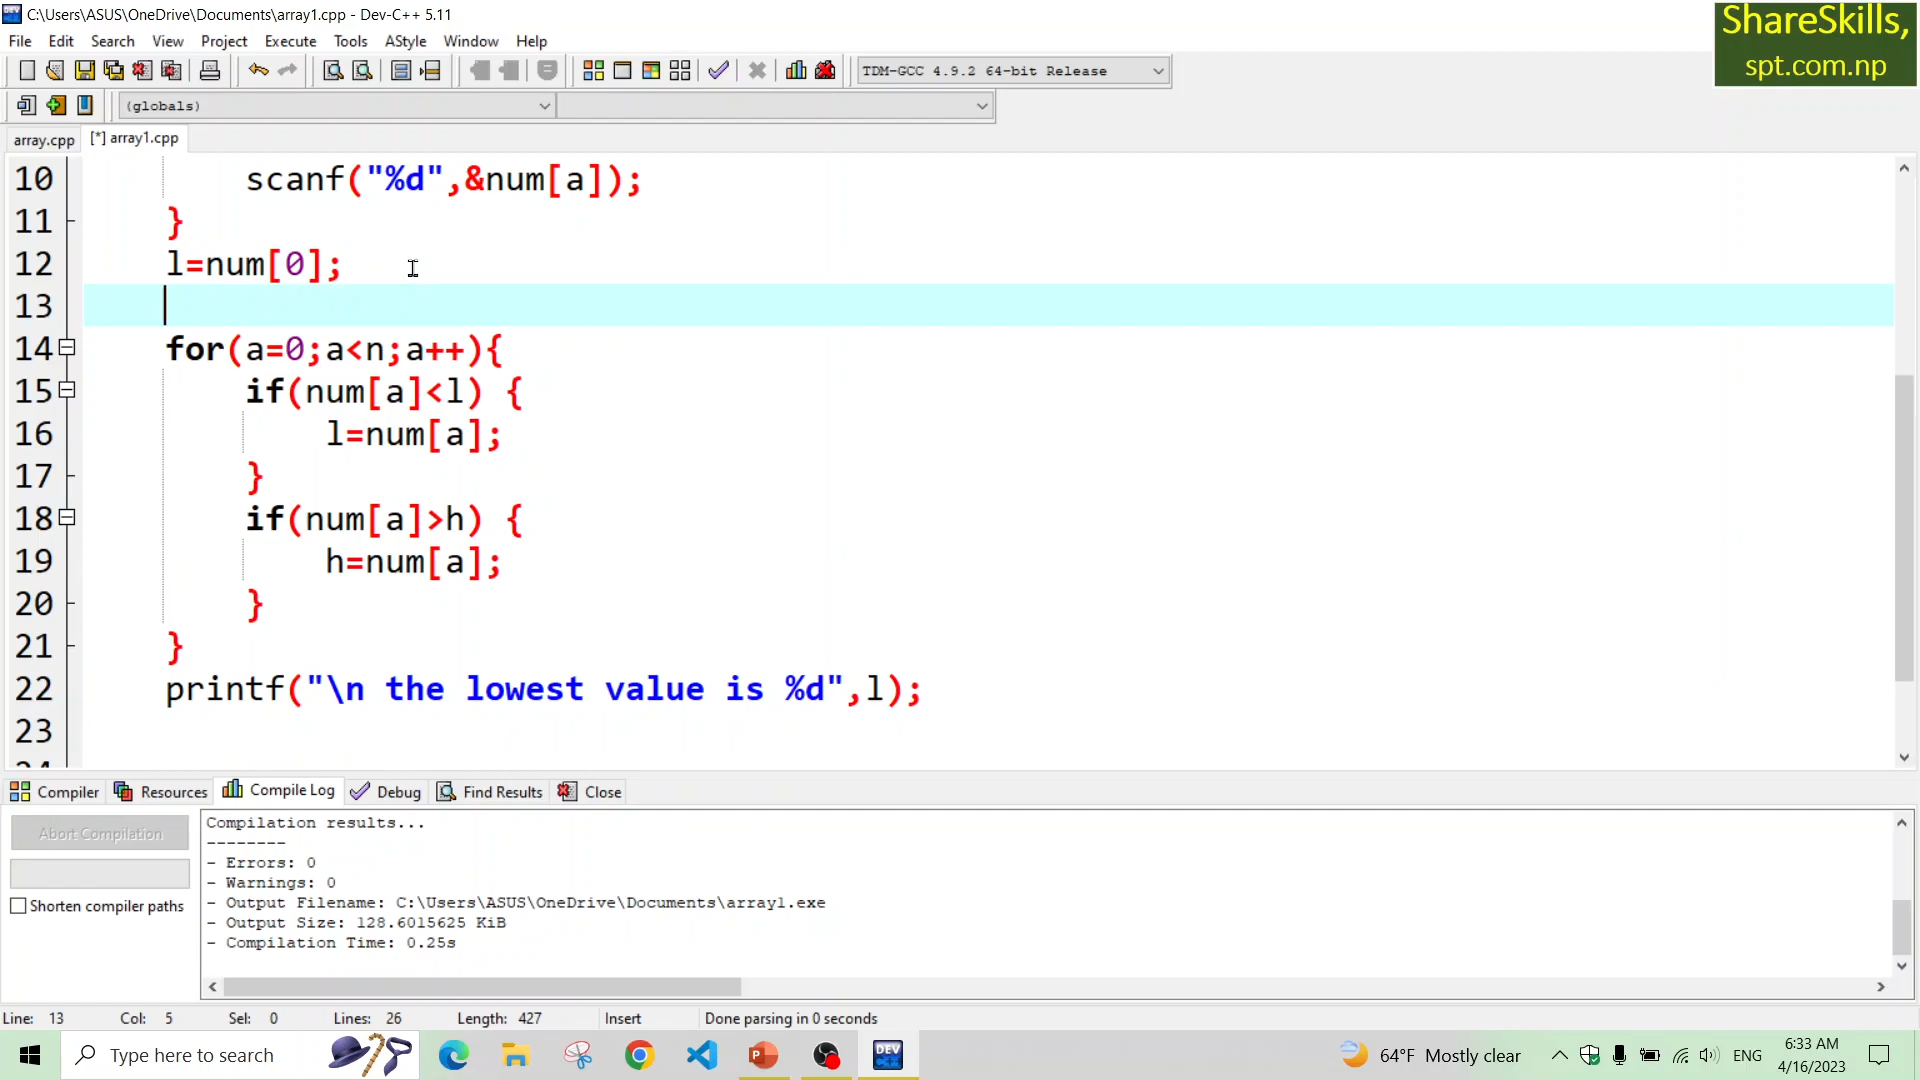 C:\Users\ASUS\OneDrive\Documents\array1.cpp - Dev-C++ 5.11
ShareSkills,
spt.com.np
File Edit Search View Project Execute Tools AStyle Window Help
TDM-GCC 4.9.2 64-bit Release
(globals)
array.cpp [*] array1.cpp
10 scanf("%d",&num[a]);
11 }
12 l=num[0];
13
14 for(a=0;a<n;a++){
15 if(num[a]<l) {
16 l=num[a];
17 }
18 if(num[a]>h) {
19 h=num[a];
20 }
21 }
22 printf("\n the lowest value is %d",l);
23
Compiler Resources Compile Log Debug Find Results Close
Abort Compilation
Shorten compiler paths
Compilation results...
--------
- Errors: 0
- Warnings: 0
- Output Filename: C:\Users\ASUS\OneDrive\Documents\array1.exe
- Output Size: 128.6015625 KiB
- Compilation Time: 0.25s
Line: 13 Col: 5 Sel: 0 Lines: 26 Length: 427 Insert Done parsing in 0 seconds
Type here to search
DEV C++
64°F Mostly clear
ENG
6:33 AM
4/16/2023